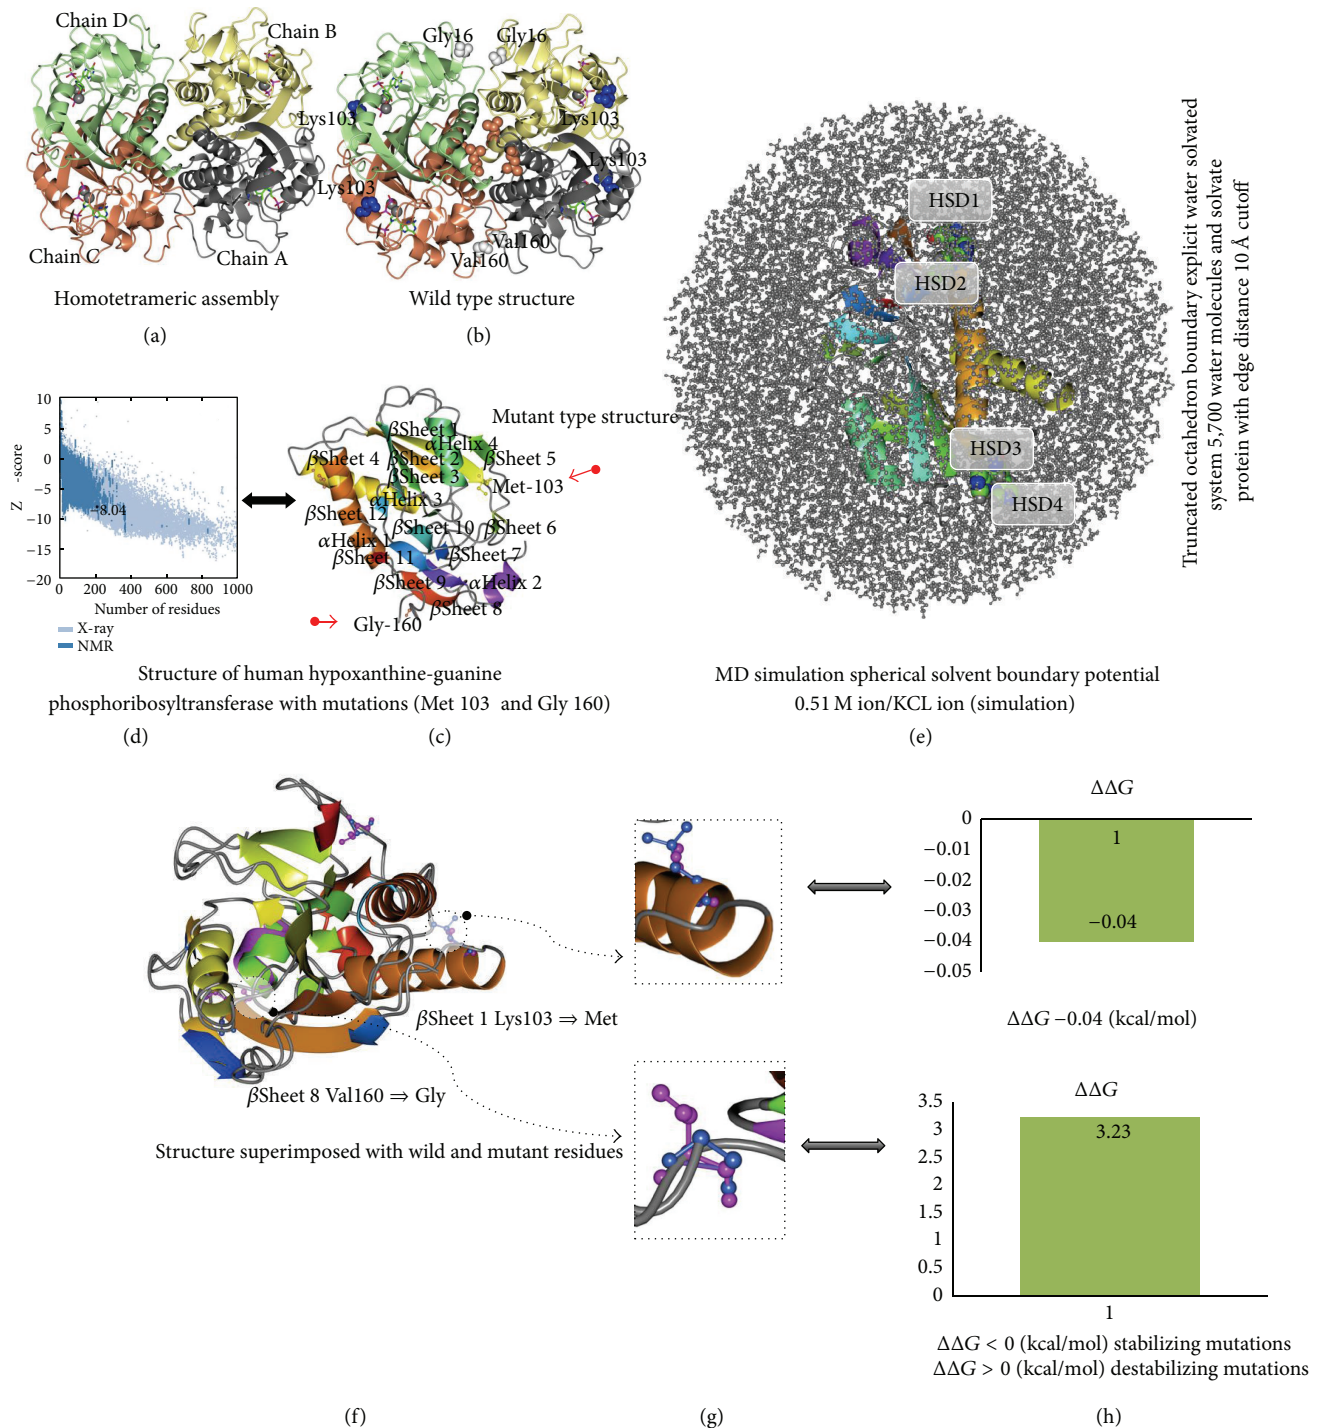 Chain D
Chain B
Chain C
Chain A
Homotetrameric assembly
(a)
Gly16
Gly16
Lys103
Lys103
Lys103
Lys103
Val160
Val160
Wild type structure
(b)
HSD1
HSD2
HSD3
HSD4
Truncated octahedron boundary explicit water solvated
system 5,700 water molecules and solvate
protein with edge distance 10 Å cutoff
MD simulation spherical solvent boundary potential
0.51 M ion/KCL ion (simulation)
(e)
10
5
0
−5
−10
−15
−20
Z
-score
−8.04
0
200
400
600
800
1000
Number of residues
X-ray
NMR
(d)
Mutant type structure
βSheet 1
αHelix 4
βSheet 4
βSheet 2
βSheet 5
βSheet 3
Met-103
αHelix 3
βSheet 12
βSheet 10
βSheet 6
αHelix 1
βSheet 11
βSheet 7
βSheet 9
αHelix 2
βSheet 8
Gly-160
Structure of human hypoxanthine-guanine
phosphoribosyltransferase with mutations (Met 103 and Gly 160)
(c)
βSheet 1 Lys103 ⇒ Met
βSheet 8 Val160 ⇒ Gly
Structure superimposed with wild and mutant residues
(f)
(g)
ΔΔG
0
−0.01
−0.02
−0.03
−0.04
−0.05
1
−0.04
ΔΔG −0.04 (kcal/mol)
ΔΔG
3.5
3
2.5
2
1.5
1
0.5
0
3.23
1
ΔΔG < 0 (kcal/mol) stabilizing mutations
ΔΔG > 0 (kcal/mol) destabilizing mutations
(h)